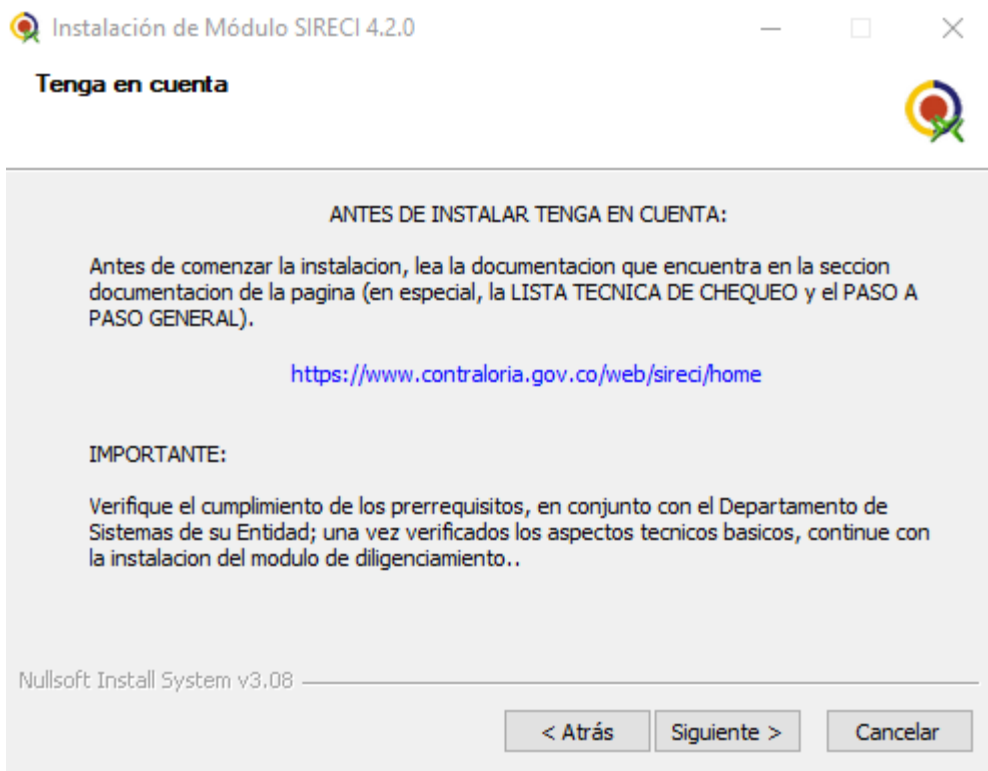 Instalación de Módulo SIRECI 4.2.0
Tenga en cuenta
ANTES DE INSTALAR TENGA EN CUENTA:
Antes de comenzar la instalacion, lea la documentacion que encuentra en la seccion
documentacion de la pagina (en especial, la LISTA TECNICA DE CHEQUEO y el PASO A
PASO GENERAL).
https://www.contraloria.gov.co/web/sireci/home
IMPORTANTE:
Verifique el cumplimiento de los prerrequisitos, en conjunto con el Departamento de
Sistemas de su Entidad; una vez verificados los aspectos tecnicos basicos, continue con
la instalacion del modulo de diligenciamiento..
Nullsoft Install System v3.08
< Atrás Siguiente > Cancelar